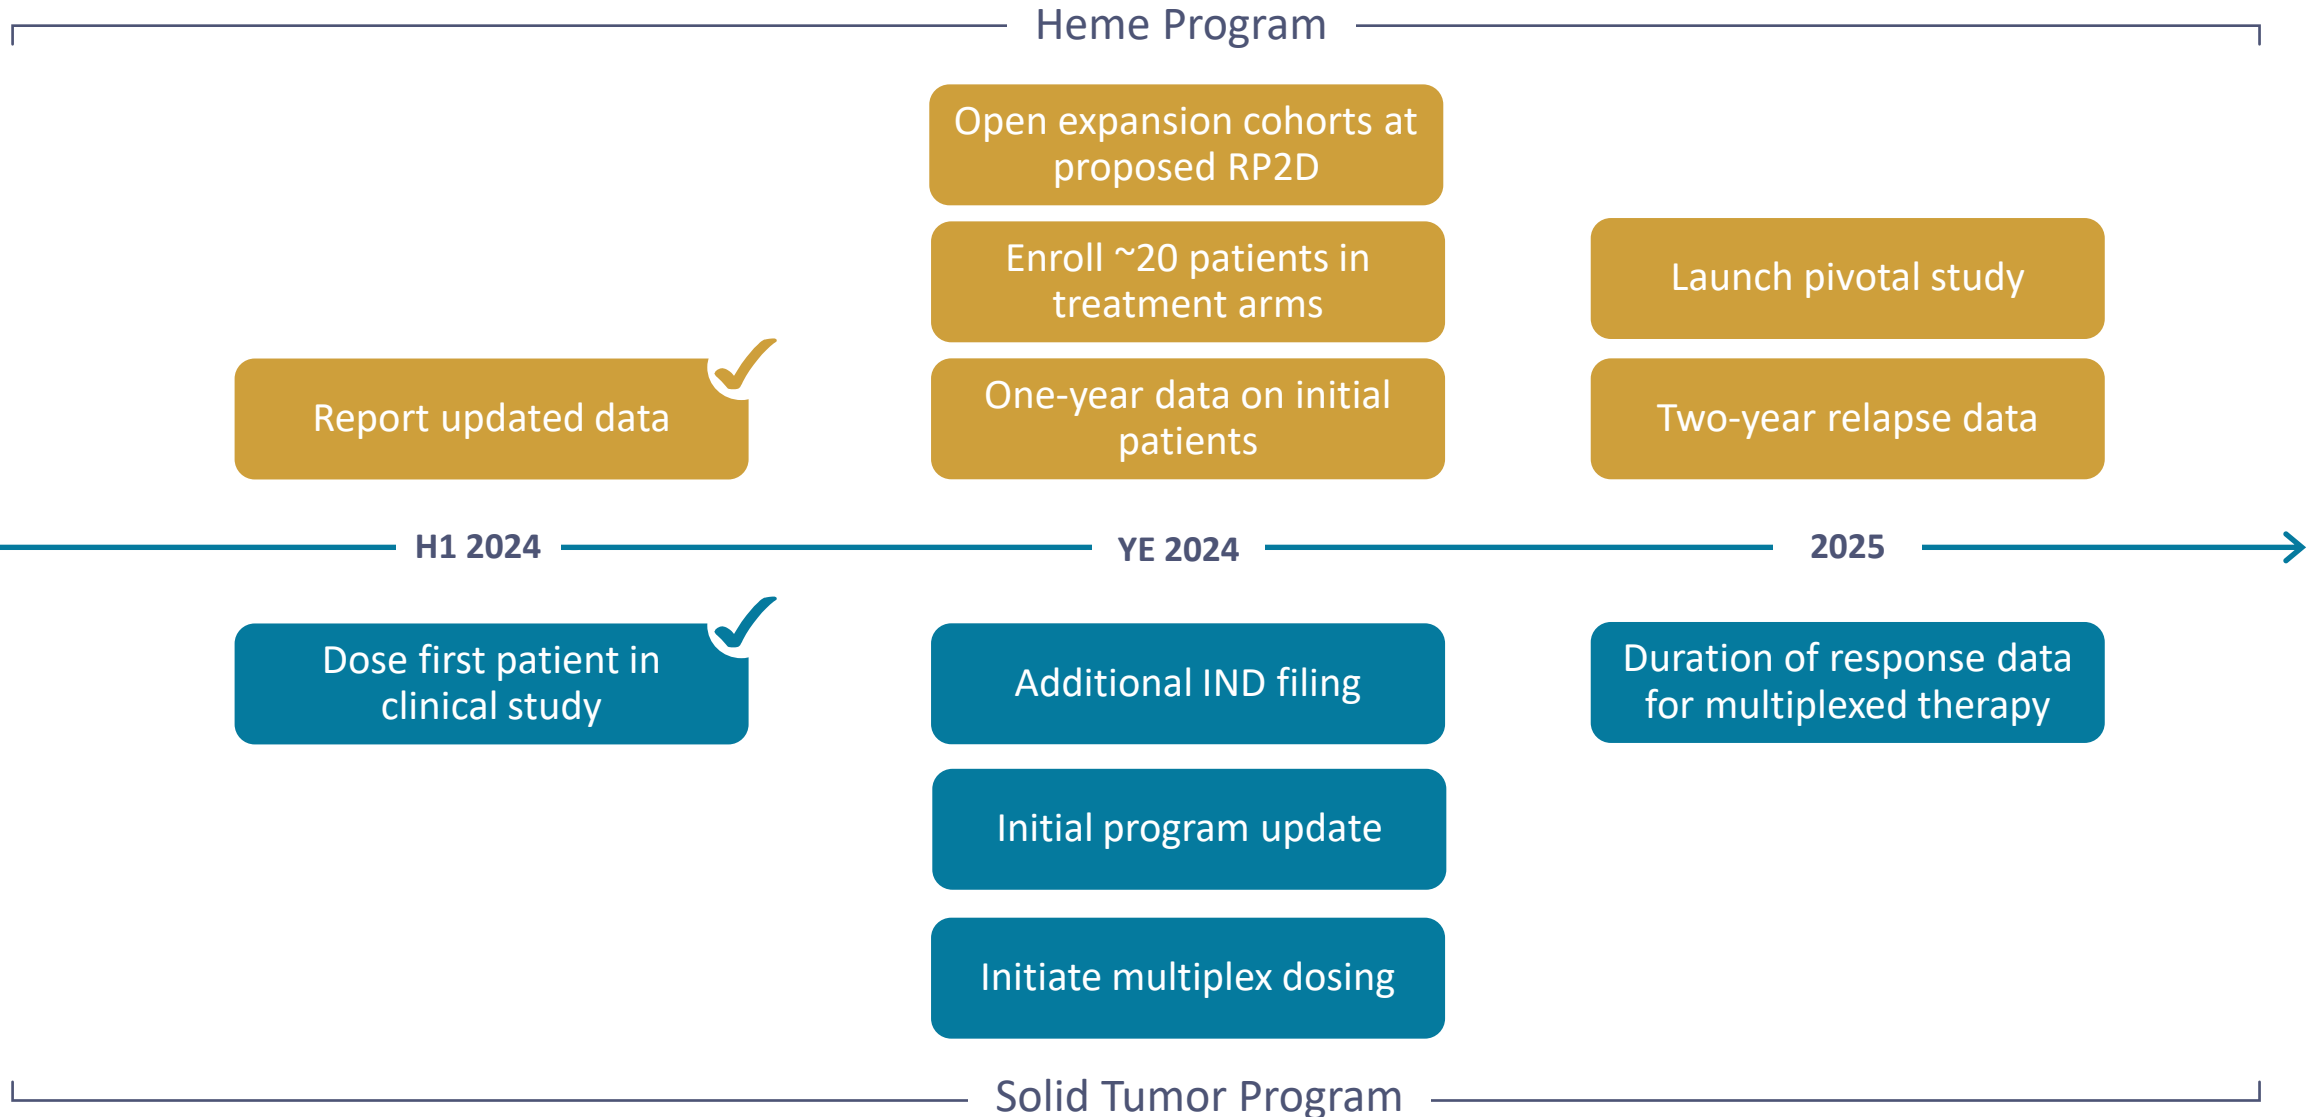 Heme Program
Open expansion cohorts at
proposed RP2D
Enroll ~20 patients in
treatment arms
Launch pivotal study
Report updated data
One-year data on initial
patients
Two-year relapse data
H1 2024
YE 2024
2025
Dose first patient in
clinical study
Additional IND filing
Duration of response data
for multiplexed therapy
Initial program update
Initiate multiplex dosing
Solid Tumor Program